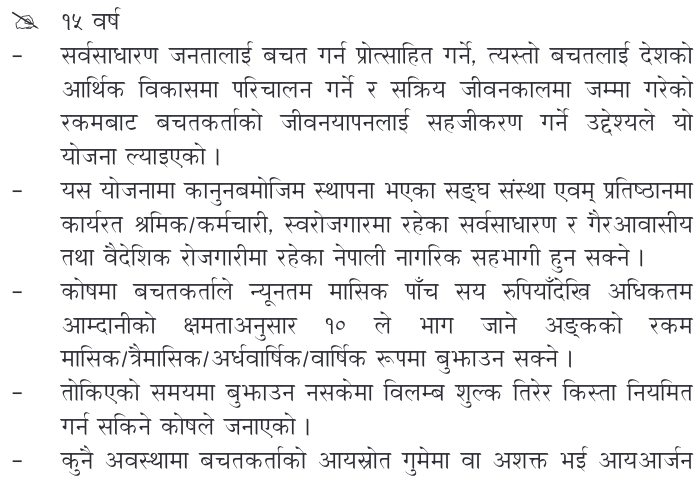 १५ वर्ष
- सर्वसाधारण जनतालाई बचत गर्न प्रोत्साहित गर्ने, त्यस्तो बचतलाई देशको
आर्थिक विकासमा परिचालन गर्ने र सक्रिय जीवनकालमा जम्मा गरेको
रकमबाट बचतकर्ताको जीवनयापनलाई सहजीकरण गर्ने उद्देश्यले यो
योजना ल्याइएको ।
- यस योजनामा कानुनबमोजिम स्थापना भएका सङ्घ संस्था एवम् प्रतिष्ठानमा
कार्यरत श्रमिक/कर्मचारी, स्वरोजगारमा रहेका सर्वसाधारण र गैरआवासीय
तथा वैदेशिक रोजगारीमा रहेका नेपाली नागरिक सहभागी हुन सक्ने ।
- कोषमा बचतकर्ताले न्यूनतम मासिक पाँच सय रुपियाँदेखि अधिकतम
आम्दानीको क्षमताअनुसार १० ले भाग जाने अङ्कको रकम
मासिक/त्रैमासिक/अर्धवार्षिक/वार्षिक रूपमा बुझाउन सक्ने ।
- तोकिएको समयमा बुझाउन नसकेमा विलम्ब शुल्क तिरेर किस्ता नियमित
गर्न सकिने कोषले जनाएको ।
- कुनै अवस्थामा बचतकर्ताको आयस्रोत गुमेमा वा अशक्त भई आयआर्जन